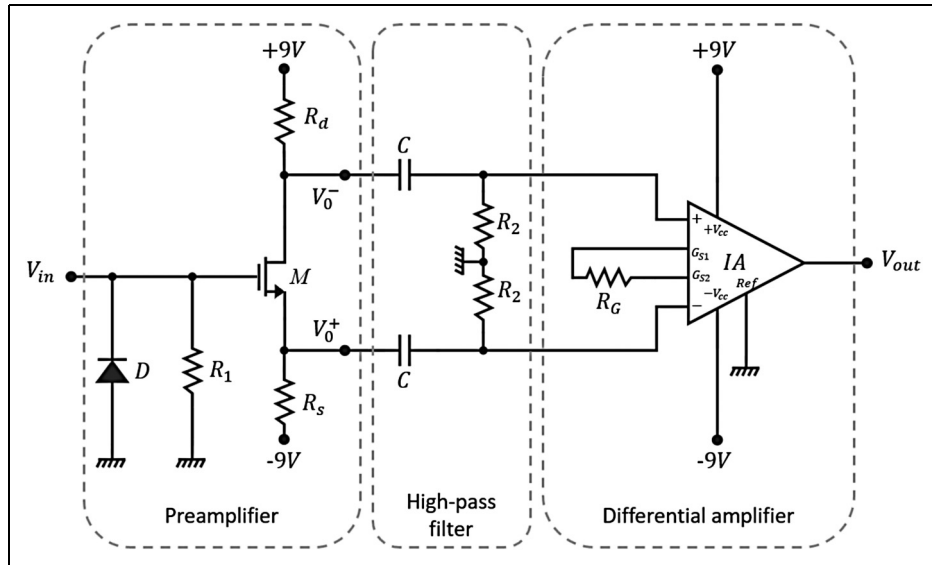 +9V
R_d
V_0^-
C
R_2
R_2
+9V
+
+V_cc
G_S1
IA
G_S2
R_G
Ref
-V_cc
−
V_out
V_in
M
D
R_1
V_0^+
C
R_s
-9V
-9V
Preamplifier
High-pass
filter
Differential amplifier